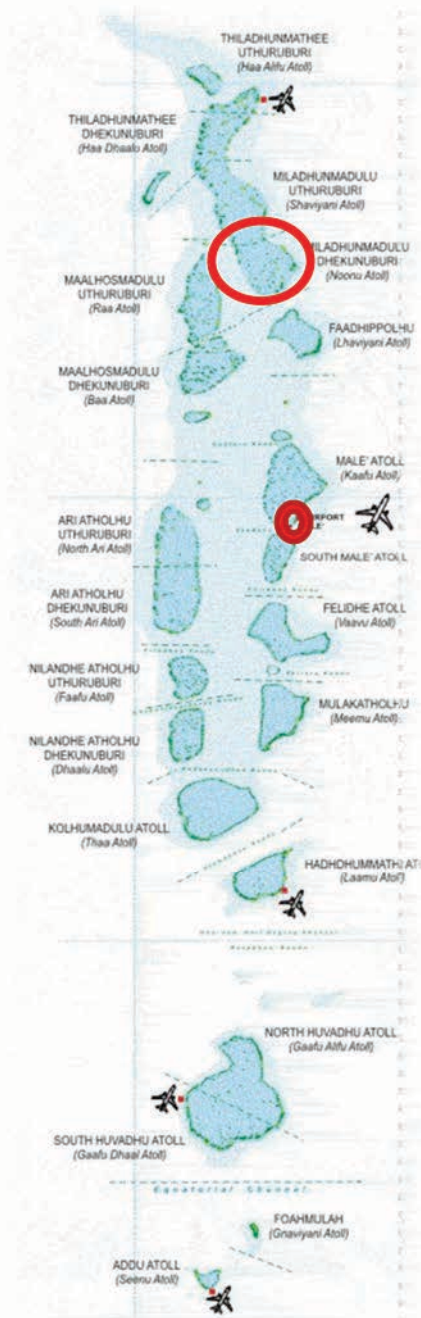 THILADHUNMATHEE
UTHURUBURI
(Haa Alifu Atoll)
THILADHUNMATHEE
DHEKUNUBURI
(Haa Dhaalu Atoll)
MILADHUNMADULU
UTHURUBURI
(Shaviyani Atoll)
MILADHUNMADULU
DHEKUNUBURI
(Noonu Atoll)
MAALHOSMADULU
UTHURUBURI
(Raa Atoll)
FAADHIPPOLHU
(Lhaviyani Atoll)
MAALHOSMADULU
DHEKUNUBURI
(Baa Atoll)
MALE' ATOLL
(Kaafu Atoll)
ARI ATHOLHU
UTHURUBURI
(North Ari Atoll)
SOUTH MALE' ATOLL
ARI ATHOLHU
DHEKUNUBURI
(South Ari Atoll)
FELIDHE ATOLL
(Vaavu Atoll)
NILANDHE ATHOLHU
UTHURUBURI
(Faafu Atoll)
MULAKATHOLHU
(Meemu Atoll)
NILANDHE ATHOLHU
DHEKUNUBURI
(Dhaalu Atoll)
KOLHUMADULU ATOLL
(Thaa Atoll)
HADHDHUMMATHI AT
(Laamu Atoll)
NORTH HUVADHU ATOLL
(Gaafu Alifu Atoll)
SOUTH HUVADHU ATOLL
(Gaafu Dhaal Atoll)
Equatorial Channel
FOAHMULAH
(Gnaviyani Atoll)
ADDU ATOLL
(Seenu Atoll)